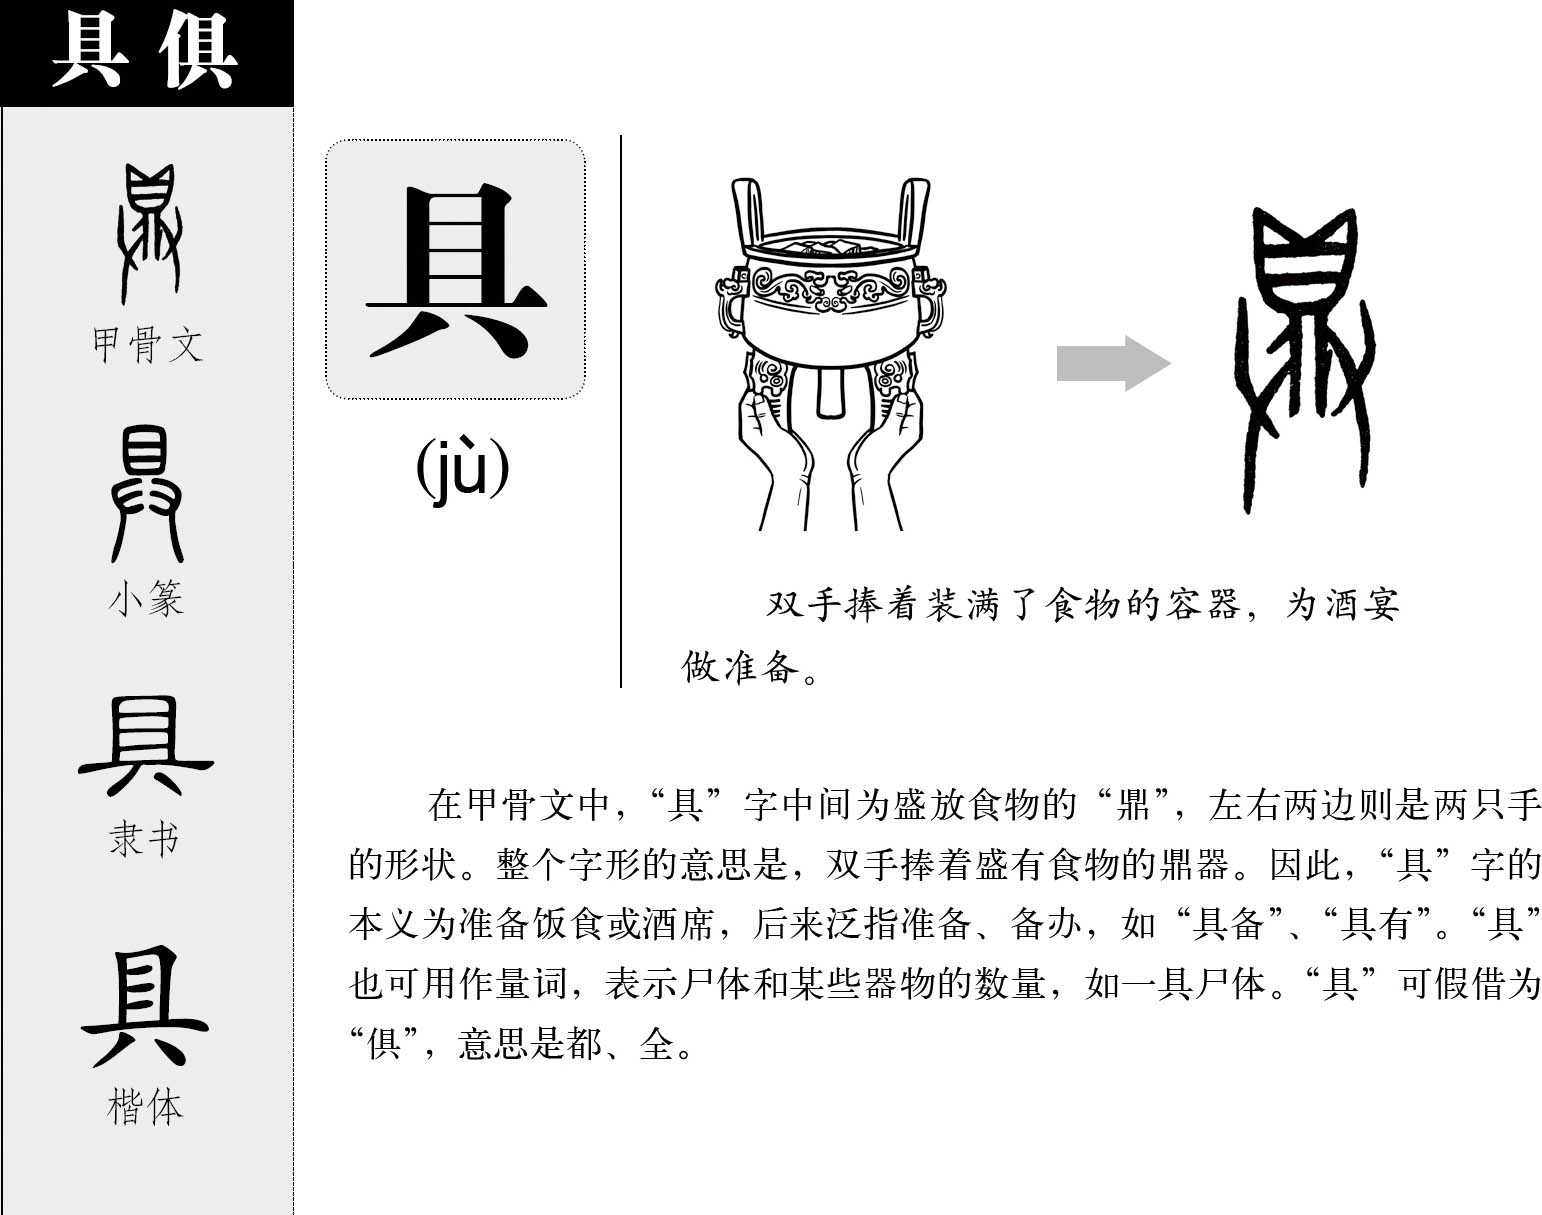 具 俱
甲骨文
小篆
隶书
具
楷体
具
(jù)
双手捧着装满了食物的容器，为酒宴
做准备。
在甲骨文中，“具”字中间为盛放食物的“鼎”，左右两边则是两只手
的形状。整个字形的意思是，双手捧着盛有食物的鼎器。因此，“具”字的
本义为准备饭食或酒席，后来泛指准备、备办，如“具备”、“具有”。“具”
也可用作量词，表示尸体和某些器物的数量，如一具尸体。“具”可假借为
“俱”，意思是都、全。